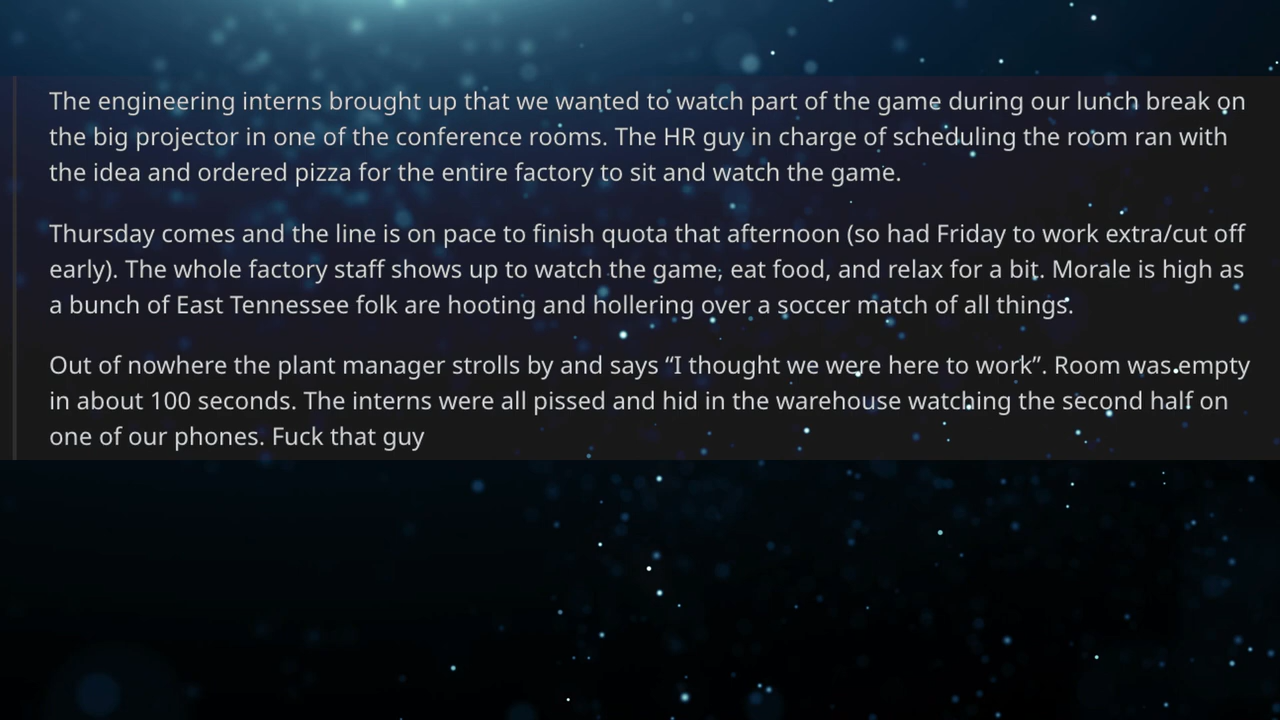 The engineering interns brought up that we wanted to watch part of the game during our lunch break on
the big projector in one of the conference rooms. The HR guy in charge of scheduling the room ran with
the idea and ordered pizza for the entire factory to sit and watch the game.
Thursday comes and the line is on pace to finish quota that afternoon (so had Friday to work extra/cut off
early). The whole factory staff shows up to watch the game, eat food, and relax for a bit. Morale is high as
a bunch of East Tennessee folk are hooting and hollering over a soccer match of all things.
Out of nowhere the plant manager strolls by and says “I thought we were here to work”. Room was empty
in about 100 seconds. The interns were all pissed and hid in the warehouse watching the second half on
one of our phones. Fuck that guy